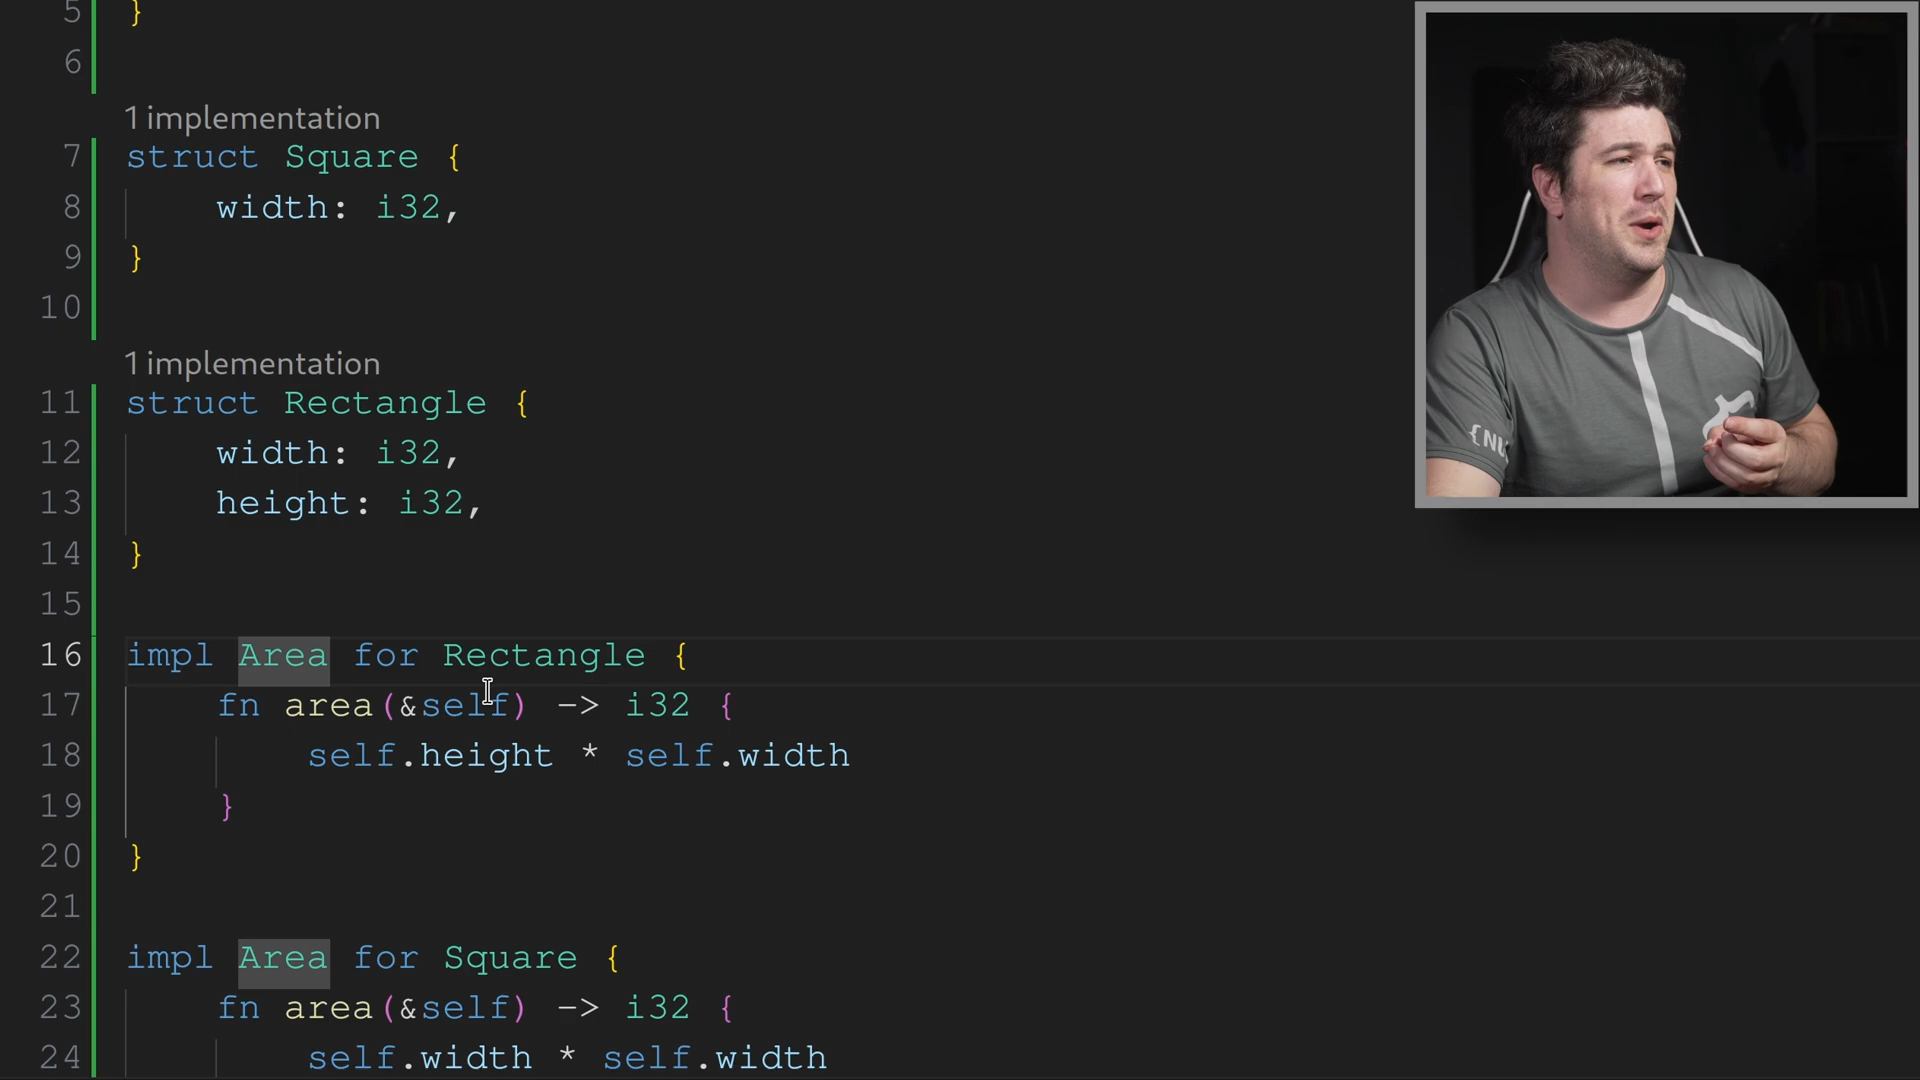 5 }
6
1 implementation
7 struct Square {
8 width: i32,
9 }
10
1 implementation
11 struct Rectangle {
12 width: i32,
13 height: i32,
14 }
15
16 impl Area for Rectangle {
17 fn area(&self) -> i32 {
18 self.height * self.width
19 }
20 }
21
22 impl Area for Square {
23 fn area(&self) -> i32 {
24 self.width * self.width
{NU